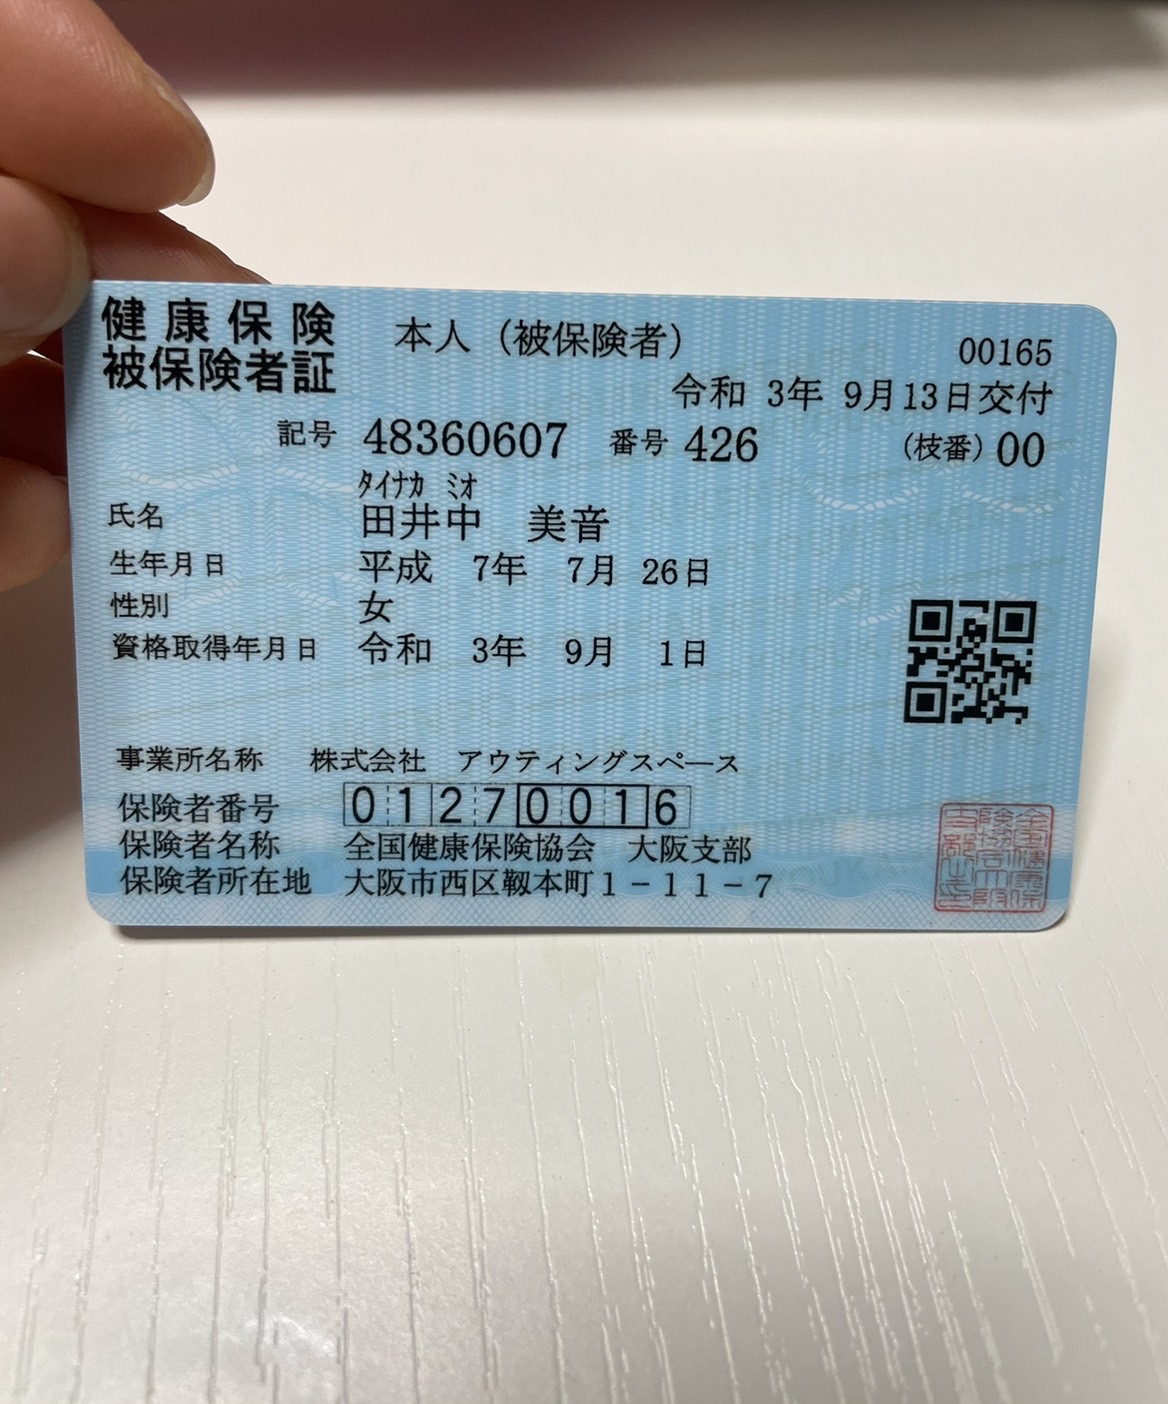 健康保険 本人（被保険者） 00165
被保険者証 令和 3年 9月13日交付
記号 48360607 番号 426 （枝番）00
ﾀｲﾅｶ ﾐｵ
氏名 田井中 美音
生年月日 平成 7年 7月 26日
性別 女
資格取得年月日 令和 3年 9月 1日
事業所名称 株式会社 アウティングスペース
保険者番号 01270016
保険者名称 全国健康保険協会 大阪支部
保険者所在地 大阪市西区靱本町1－11－7